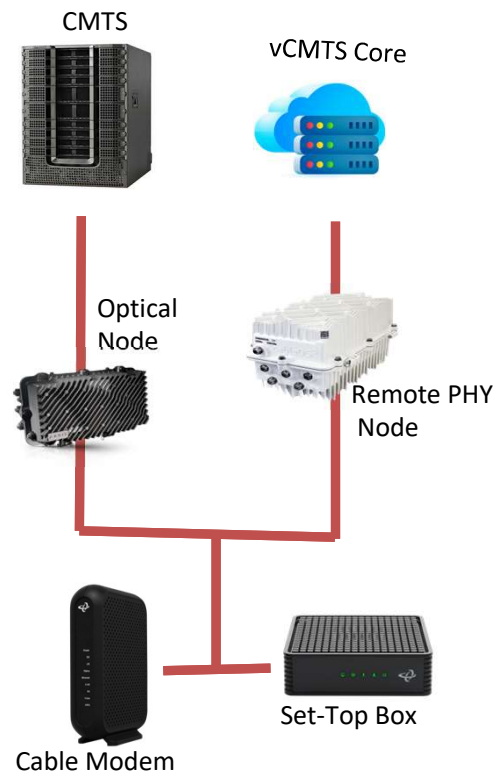 CMTS
vCMTS Core
Optical
Node
Remote PHY
Node
Set-Top Box
Cable Modem